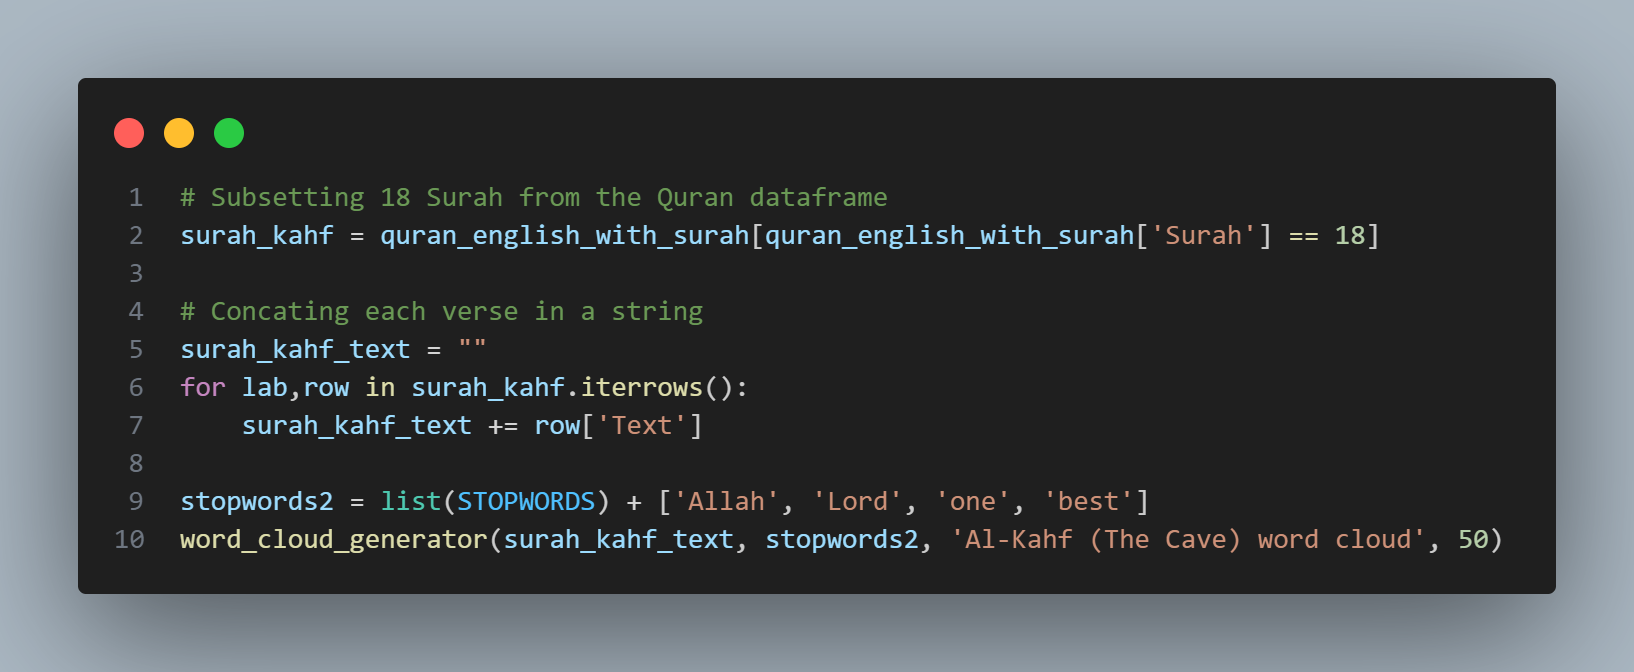 1 # Subsetting 18 Surah from the Quran dataframe
2 surah_kahf = quran_english_with_surah[quran_english_with_surah['Surah'] == 18]
3
4 # Concating each verse in a string
5 surah_kahf_text = ""
6 for lab,row in surah_kahf.iterrows():
7     surah_kahf_text += row['Text']
8
9 stopwords2 = list(STOPWORDS) + ['Allah', 'Lord', 'one', 'best']
10 word_cloud_generator(surah_kahf_text, stopwords2, 'Al-Kahf (The Cave) word cloud', 50)